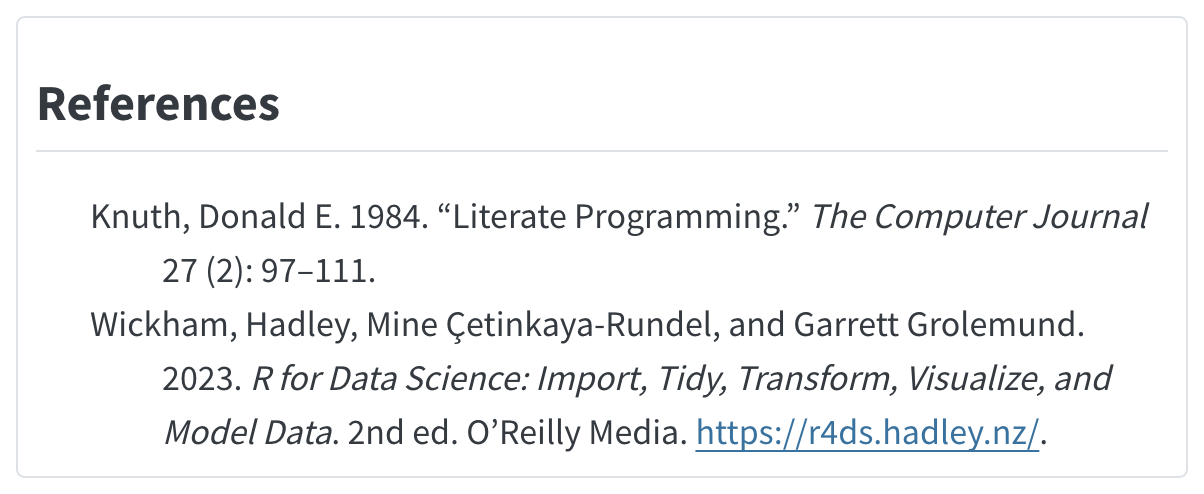 References
Knuth, Donald E. 1984. “Literate Programming.” The Computer Journal
27 (2): 97–111.
Wickham, Hadley, Mine Çetinkaya-Rundel, and Garrett Grolemund.
2023. R for Data Science: Import, Tidy, Transform, Visualize, and
Model Data. 2nd ed. O’Reilly Media. https://r4ds.hadley.nz/.